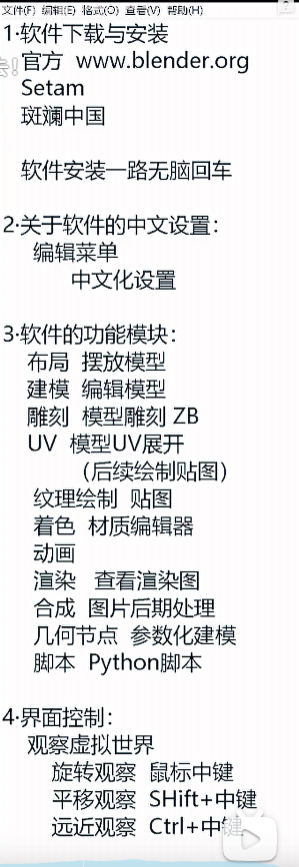 文件(F) 编辑(E) 格式(O) 查看(V) 帮助(H)
1·软件下载与安装
官方 www.blender.org
Setam
斑斓中国
软件安装一路无脑回车
2·关于软件的中文设置：
编辑菜单
中文化设置
3·软件的功能模块：
布局 摆放模型
建模 编辑模型
雕刻 模型雕刻 ZB
UV 模型UV展开
（后续绘制贴图）
纹理绘制 贴图
着色 材质编辑器
动画
渲染 查看渲染图
合成 图片后期处理
几何节点 参数化建模
脚本 Python脚本
4·界面控制：
观察虚拟世界
旋转观察 鼠标中键
平移观察 SHift+中键
远近观察 Ctrl+中键